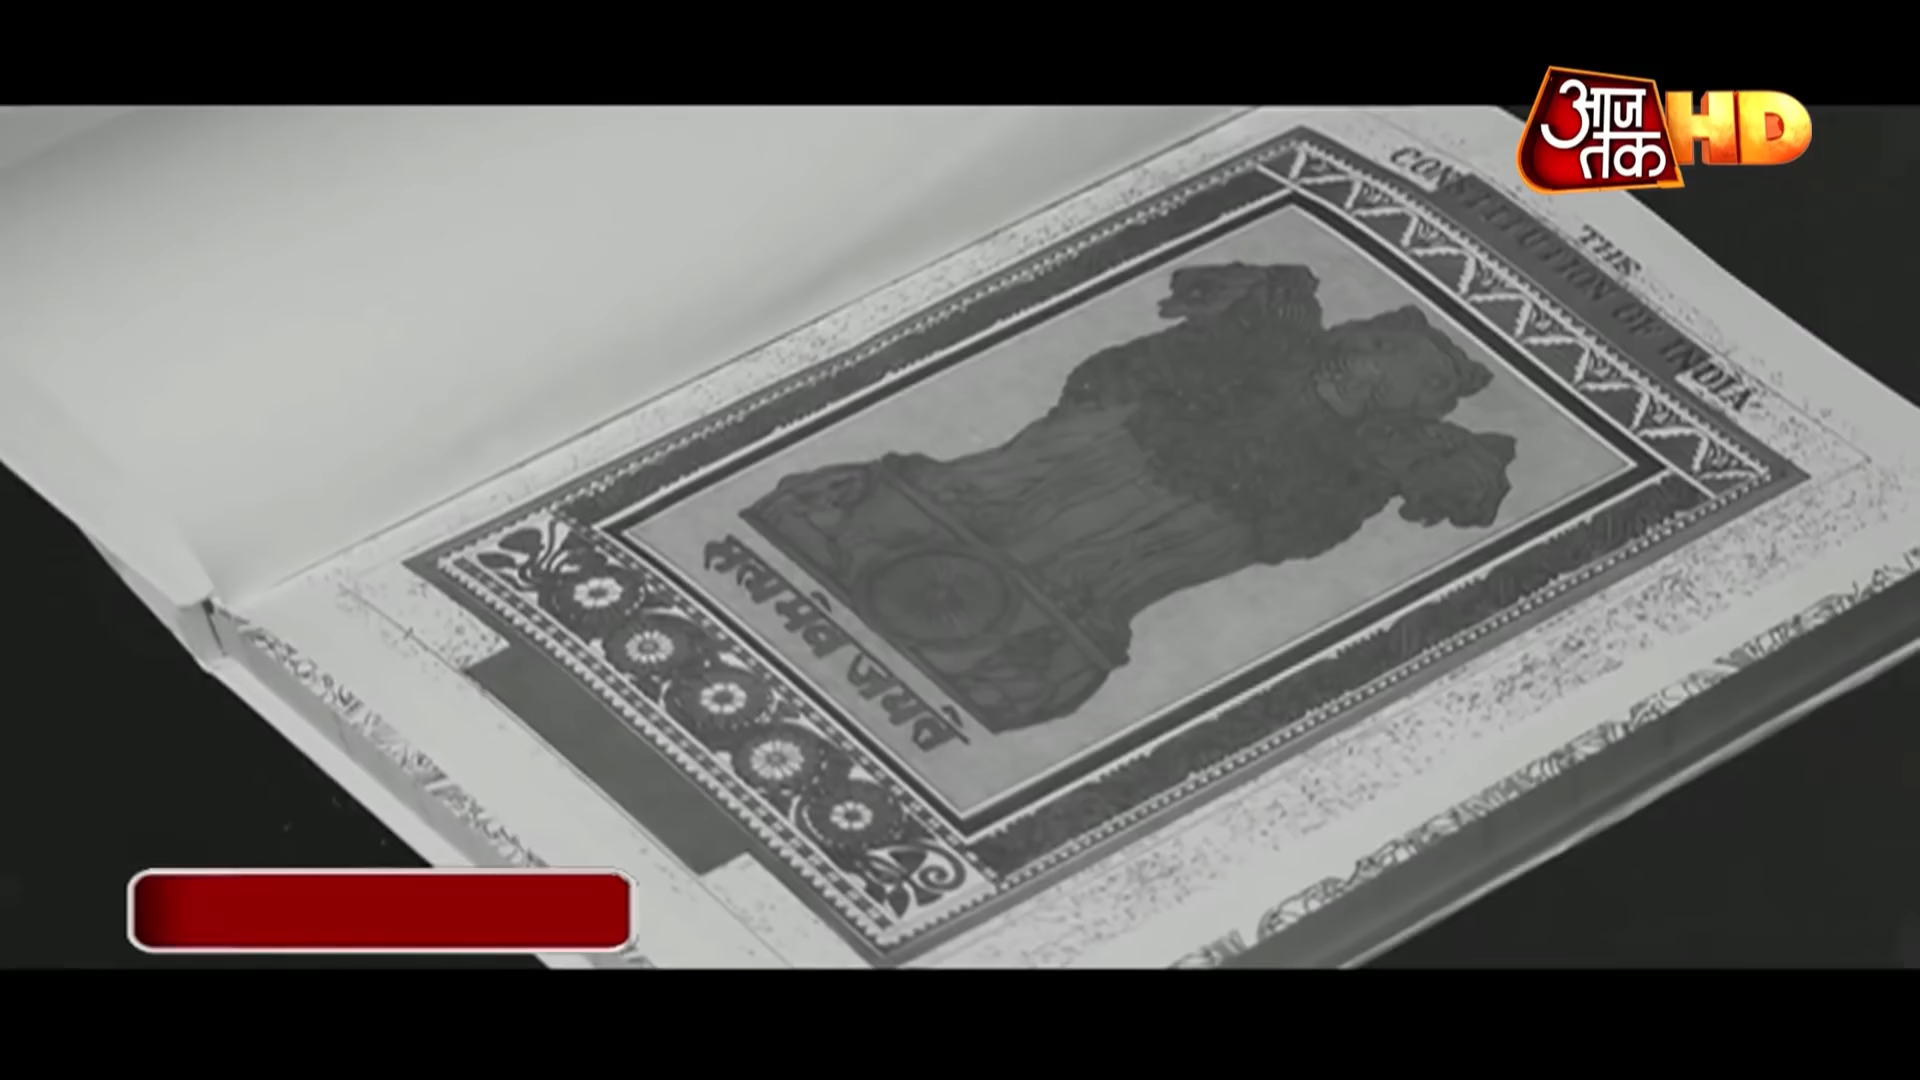 आज
तक HD
THE
CONSTITUTION OF INDIA
सत्यमेव जयते